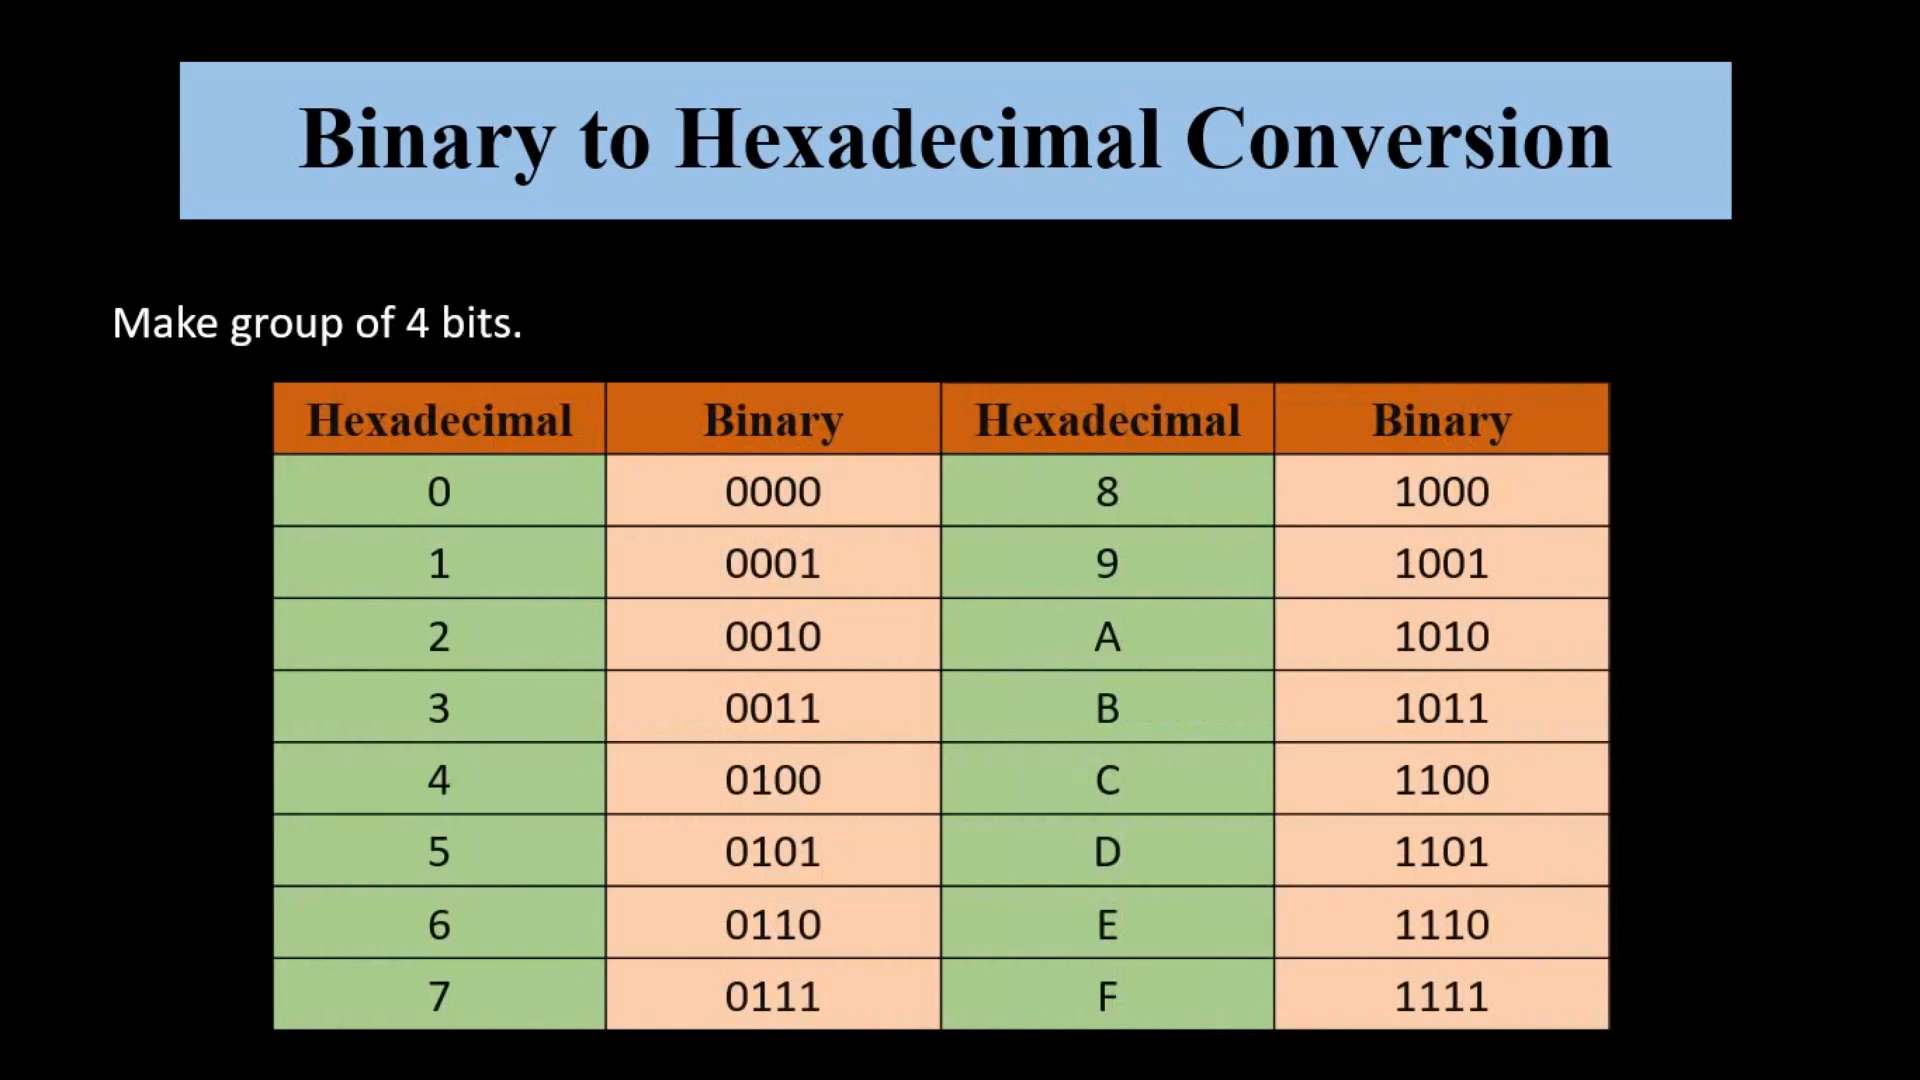 Binary to Hexadecimal Conversion
Make group of 4 bits.
Hexadecimal Binary Hexadecimal Binary
0 0000 8 1000
1 0001 9 1001
2 0010 A 1010
3 0011 B 1011
4 0100 C 1100
5 0101 D 1101
6 0110 E 1110
7 0111 F 1111